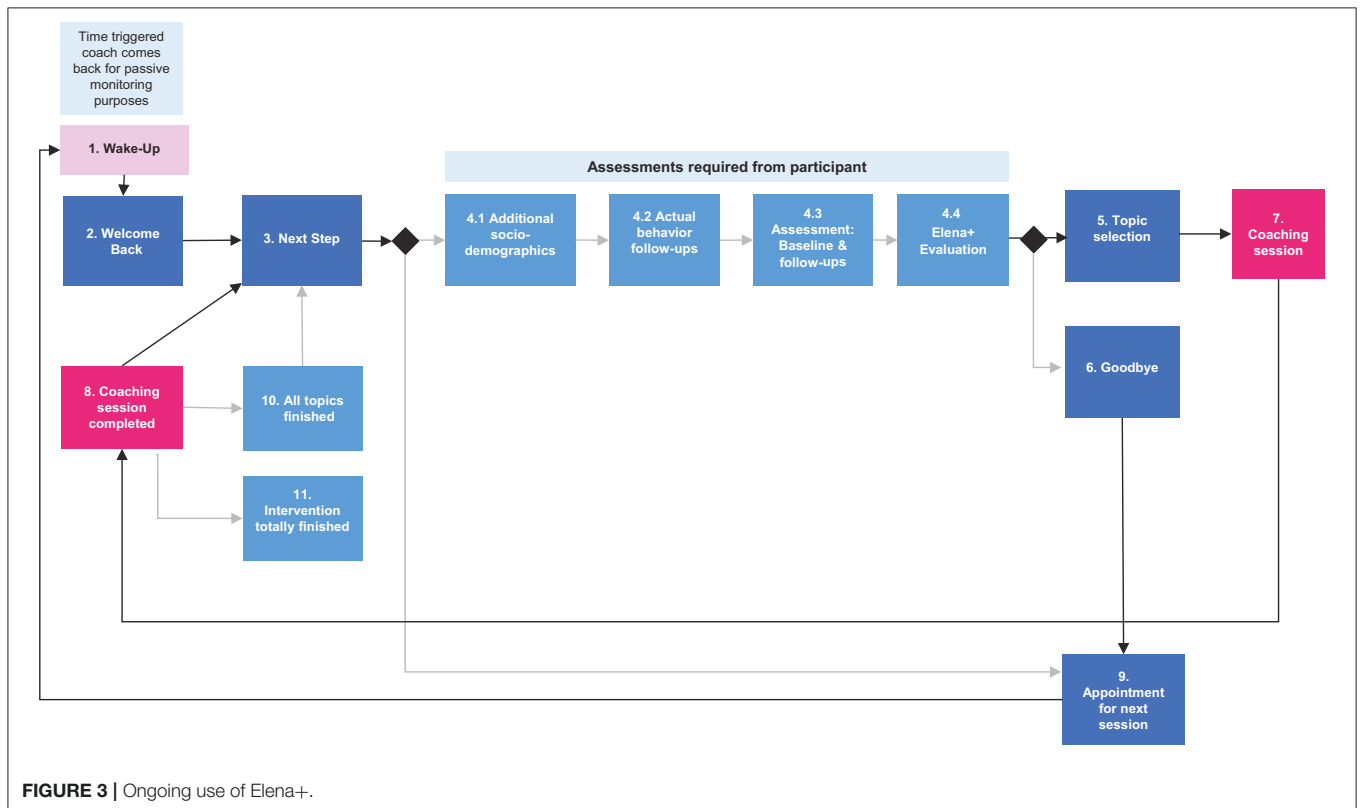 Time triggered
coach comes
back for passive
monitoring
purposes
1. Wake-Up
2. Welcome
Back
3. Next Step
Assessments required from participant
4.1 Additional
socio-
demographics
4.2 Actual
behavior
follow-ups
4.3
Assessment:
Baseline &
follow-ups
4.4
Elena+
Evaluation
5. Topic
selection
7.
Coaching
session
6. Goodbye
8. Coaching
session
completed
10. All topics
finished
11.
Intervention
totally finished
9.
Appointment
for next
session
FIGURE 3 | Ongoing use of Elena+.